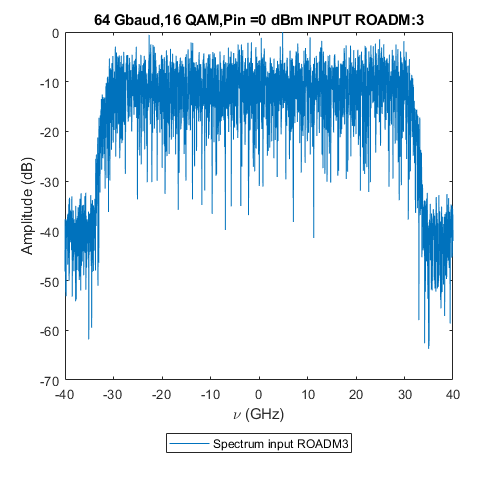 64 Gbaud,16 QAM,Pin =0 dBm INPUT ROADM:3
0
-10
-20
-30
-40
-50
-60
-70
Amplitude (dB)
-40 -30 -20 -10 0 10 20 30 40
ν (GHz)
Spectrum input ROADM3